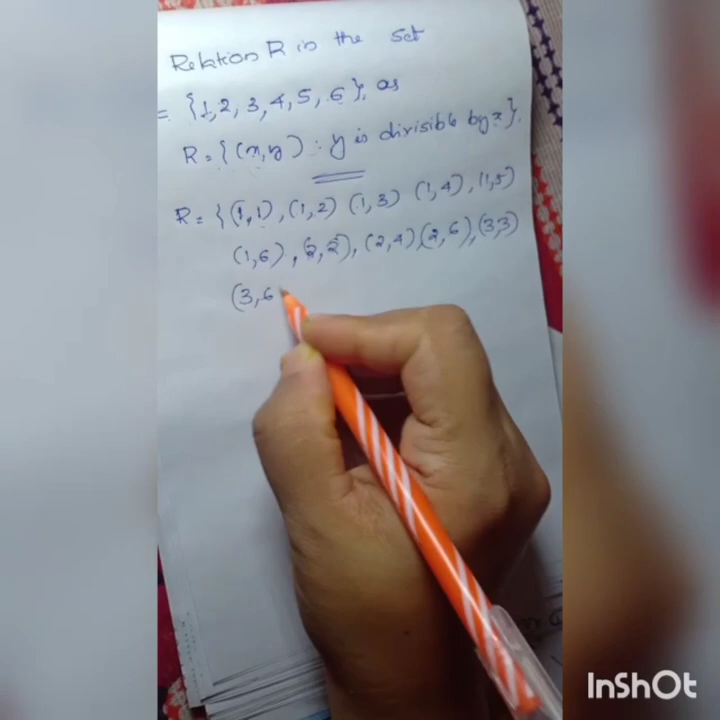 Relation R in the set
= {1, 2, 3, 4, 5, 6}, as
R = {(x, y) : y is divisible by x}.
R = {(1,1), (1,2) (1,3) (1,4), (1,5)
(1,6), (2,2), (2,4) (2,6), (3,3)
(3,6
InShOt